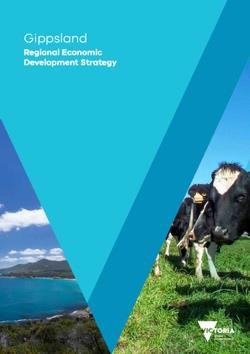 Gippsland
Regional Economic
Development Strategy
VICTORIA